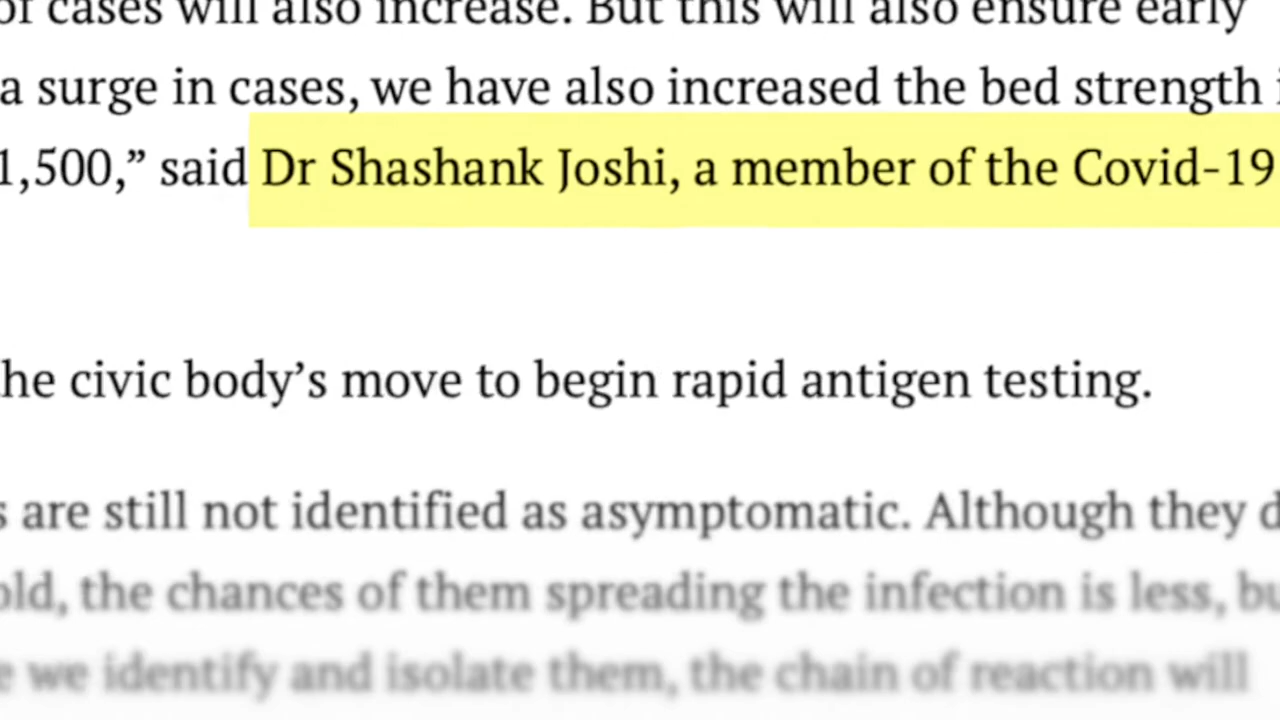 of cases will also increase. But this will also ensure early
a surge in cases, we have also increased the bed strength
1,500,” said Dr Shashank Joshi, a member of the Covid-19
he civic body’s move to begin rapid antigen testing.
are still not identified as asymptomatic. Although they
old, the chances of them spreading the infection is less,
we identify and isolate them, the chain of reaction will